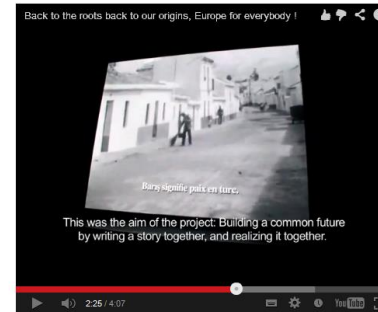 Back to the roots back to our origins, Europe for everybody !
Barış signifie paix en turc.
This was the aim of the project: Building a common future
by writing a story together, and realizing it together.
2:25 / 4:07
YouTube